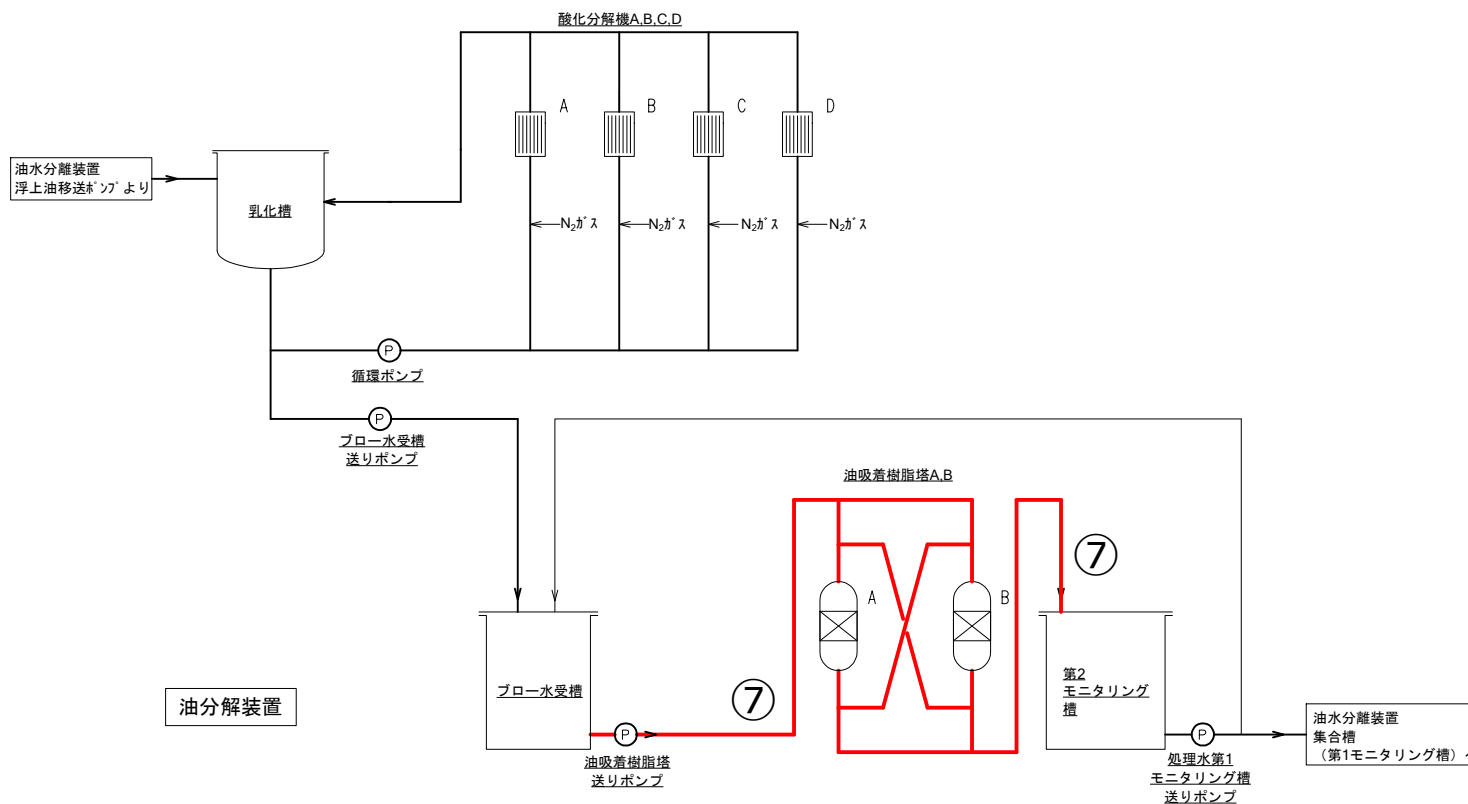 酸化分解機A,B,C,D
A
B
C
D
油水分離装置
浮上油移送ﾎﾟﾝﾌﾟより
乳化槽
N₂ｶﾞｽ
N₂ｶﾞｽ
N₂ｶﾞｽ
N₂ｶﾞｽ
P
循環ポンプ
P
ブロー水受槽
送りポンプ
油吸着樹脂塔A,B
⑦
A
B
ブロー水受槽
⑦
第2
モニタリング
槽
油分解装置
P
油吸着樹脂塔
送りポンプ
P
処理水第1
モニタリング槽
送りポンプ
油水分離装置
集合槽
（第1モニタリング槽）